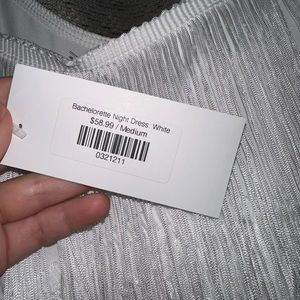 Bachelorette Night Dress: White
$58.99 / Medium
0321211